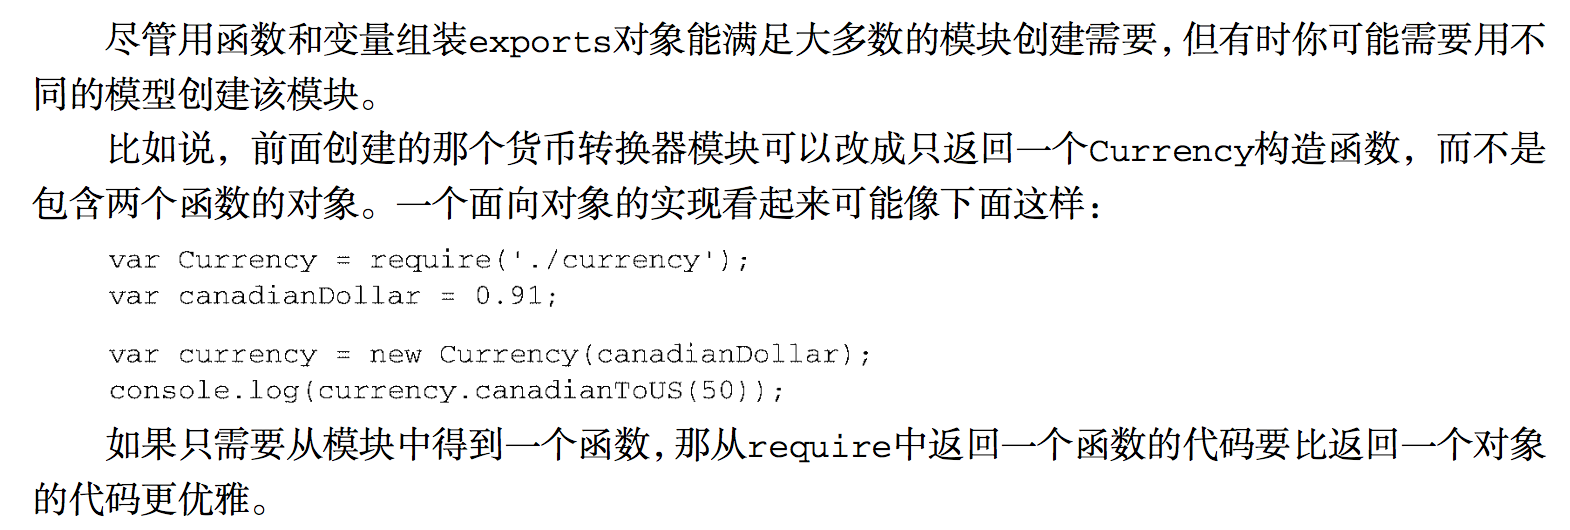 尽管用函数和变量组装exports对象能满足大多数的模块创建需要，但有时你可能需要用不
同的模型创建该模块。
比如说，前面创建的那个货币转换器模块可以改成只返回一个Currency构造函数，而不是
包含两个函数的对象。一个面向对象的实现看起来可能像下面这样：
var Currency = require('./currency');
var canadianDollar = 0.91;
var currency = new Currency(canadianDollar);
console.log(currency.canadianToUS(50));
如果只需要从模块中得到一个函数，那从require中返回一个函数的代码要比返回一个对象
的代码更优雅。